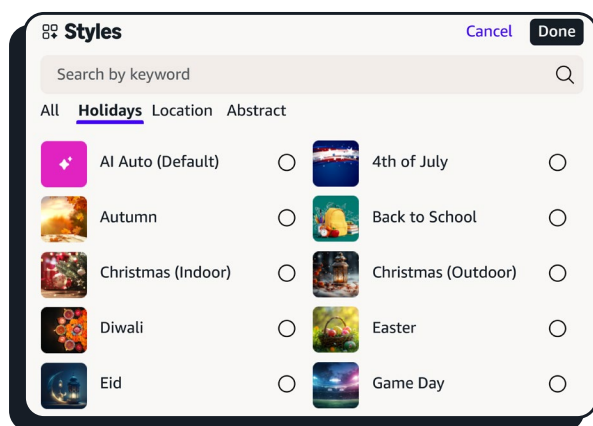 Styles Cancel Done
Search by keyword
All Holidays Location Abstract
AI Auto (Default) 4th of July
Autumn Back to School
Christmas (Indoor) Christmas (Outdoor)
Diwali Easter
Eid Game Day